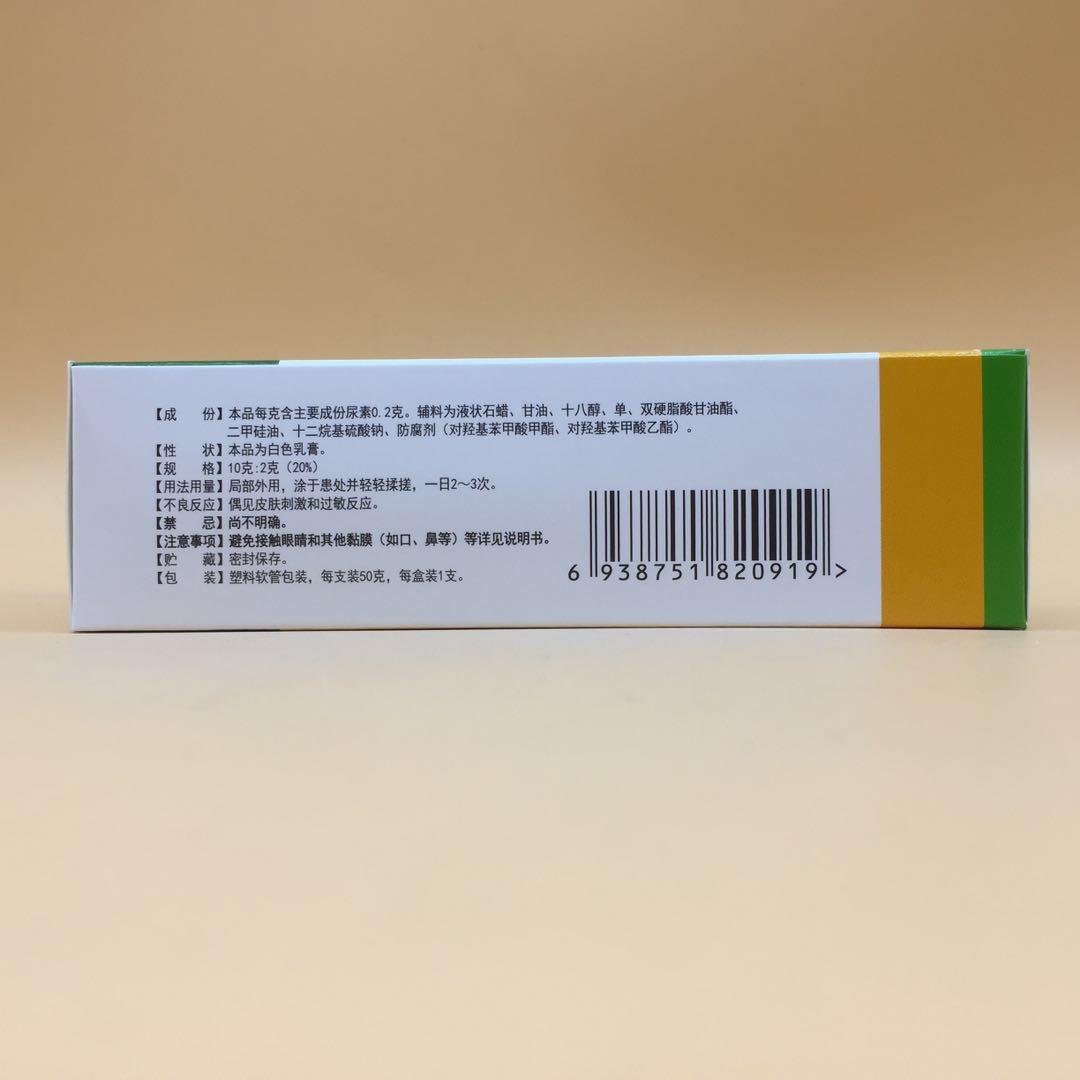 【成　　份】本品每克含主要成份尿素0.2克。辅料为液状石蜡、甘油、十八醇、单、双硬脂酸甘油酯、
二甲硅油、十二烷基硫酸钠、防腐剂（对羟基苯甲酸甲酯、对羟基苯甲酸乙酯）。
【性　　状】本品为白色乳膏。
【规　　格】10克:2克（20%）
【用法用量】局部外用，涂于患处并轻轻揉搓，一日2～3次。
【不良反应】偶见皮肤刺激和过敏反应。
【禁　　忌】尚不明确。
【注意事项】避免接触眼睛和其他黏膜（如口、鼻等）等详见说明书。
【贮　　藏】密封保存。
【包　　装】塑料软管包装，每支装50克，每盒装1支。
6 938751 820919 >